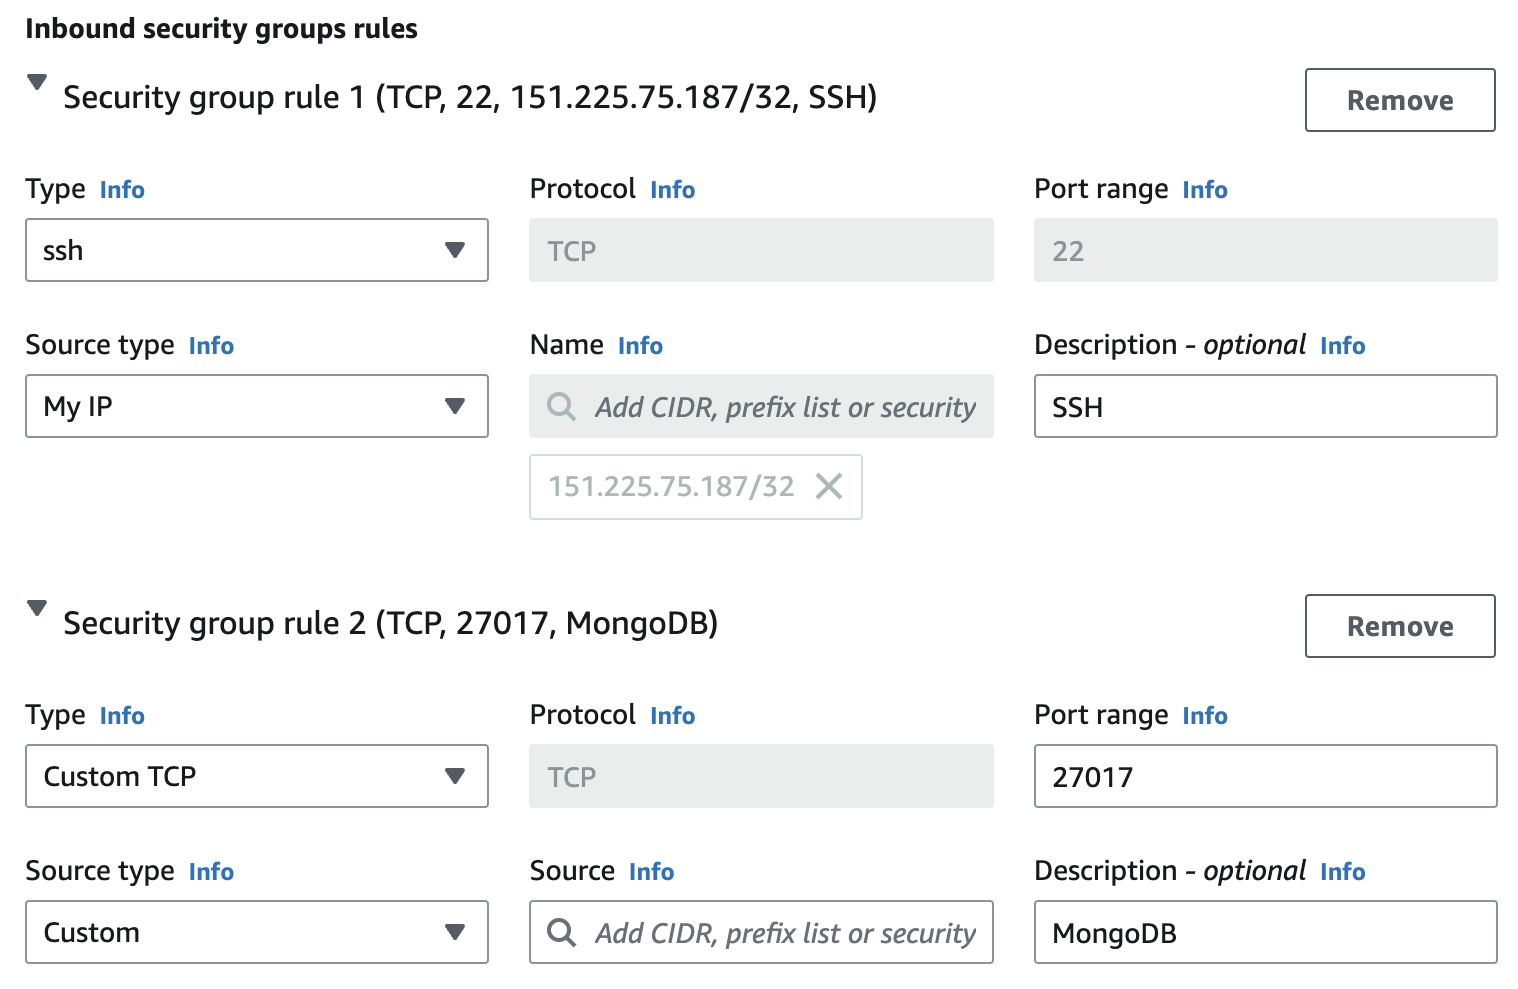 Inbound security groups rules
Security group rule 1 (TCP, 22, 151.225.75.187/32, SSH)
Remove
Type Info
Protocol Info
Port range Info
ssh
TCP
22
Source type Info
Name Info
Description - optional Info
My IP
Add CIDR, prefix list or security
SSH
151.225.75.187/32
Security group rule 2 (TCP, 27017, MongoDB)
Remove
Type Info
Protocol Info
Port range Info
Custom TCP
TCP
27017
Source type Info
Source Info
Description - optional Info
Custom
Add CIDR, prefix list or security
MongoDB